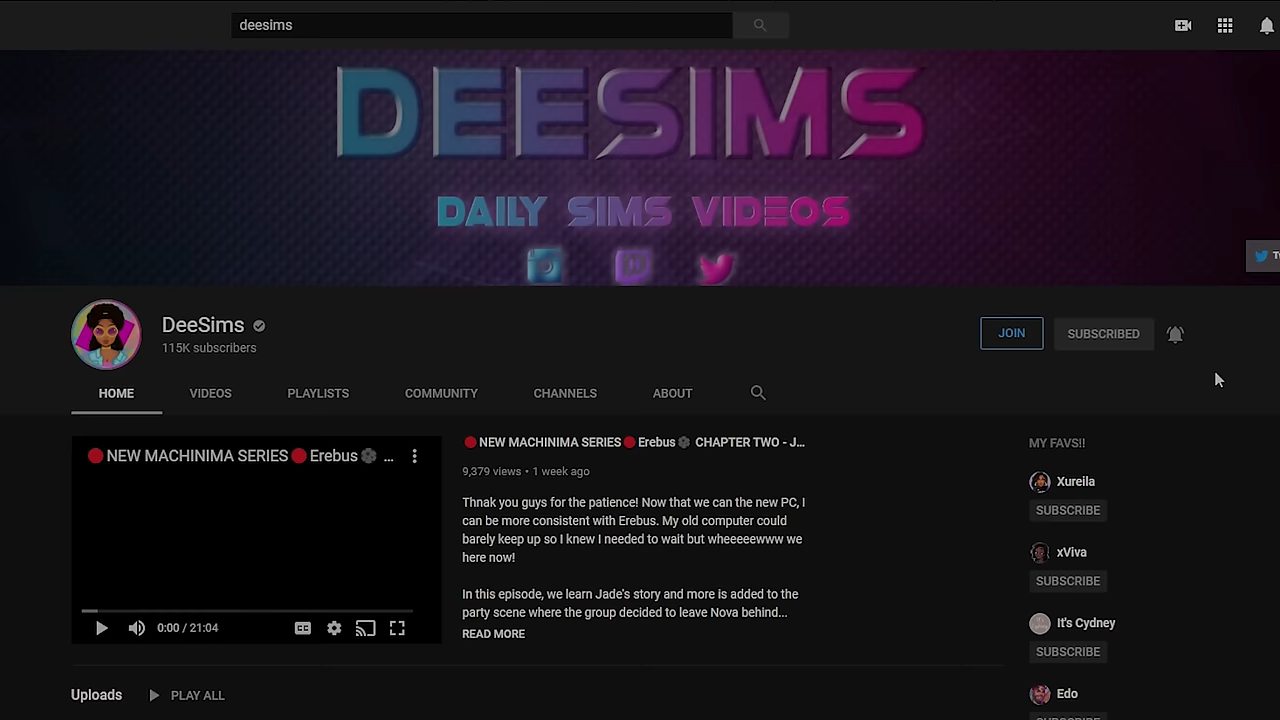 deesims
DEESIMS
DAILY SIMS VIDEOS
DeeSims
115K subscribers
JOIN
SUBSCRIBED
HOME
VIDEOS
PLAYLISTS
COMMUNITY
CHANNELS
ABOUT
🔴NEW MACHINIMA SERIES🔴Erebus ...
0:00 / 21:04
🔴NEW MACHINIMA SERIES🔴Erebus CHAPTER TWO - J...
9,379 views • 1 week ago
Thnak you guys for the patience! Now that we can the new PC, I
can be more consistent with Erebus. My old computer could
barely keep up so I knew I needed to wait but wheeeeewww we
here now!
In this episode, we learn Jade's story and more is added to the
party scene where the group decided to leave Nova behind...
READ MORE
MY FAVS!!
Xureila
SUBSCRIBE
xViva
SUBSCRIBE
It's Cydney
SUBSCRIBE
Edo
Uploads
PLAY ALL